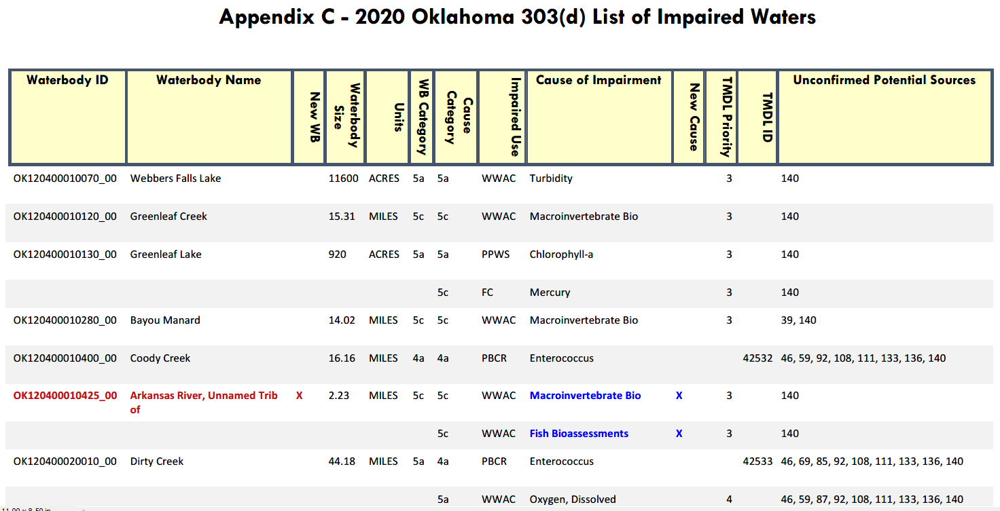 Appendix C - 2020 Oklahoma 303(d) List of Impaired Waters
Waterbody ID Waterbody Name New WB Waterbody Size Units WB Category Cause Category Impaired Use Cause of Impairment New Cause TMDL Priority TMDL ID Unconfirmed Potential Sources
OK120400010070_00 Webbers Falls Lake 11600 ACRES 5a 5a WWAC Turbidity 3 140
OK120400010120_00 Greenleaf Creek 15.31 MILES 5c 5c WWAC Macroinvertebrate Bio 3 140
OK120400010130_00 Greenleaf Lake 920 ACRES 5a 5a PPWS Chlorophyll-a 3 140
5c FC Mercury 3 140
OK120400010280_00 Bayou Manard 14.02 MILES 5c 5c WWAC Macroinvertebrate Bio 3 39, 140
OK120400010400_00 Coody Creek 16.16 MILES 4a 4a PBCR Enterococcus 42532 46, 59, 92, 108, 111, 133, 136, 140
OK120400010425_00 Arkansas River, Unnamed Trib X 2.23 MILES 5c 5c WWAC Macroinvertebrate Bio X 3 140
of
5c WWAC Fish Bioassessments X 3 140
OK120400020010_00 Dirty Creek 44.18 MILES 5a 4a PBCR Enterococcus 42533 46, 69, 85, 92, 108, 111, 133, 136, 140
5a WWAC Oxygen, Dissolved 4 46, 59, 87, 92, 108, 111, 133, 136, 140